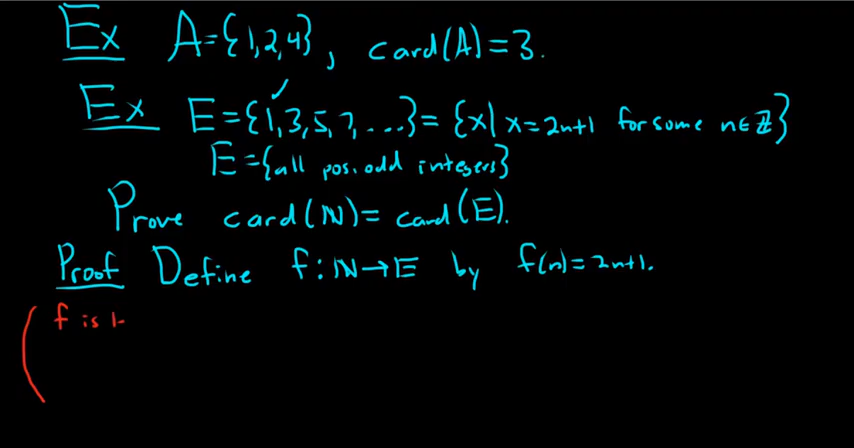 Ex A={1,2,4}, card(A)=3.
Ex E={1,3,5,7,...}={x| x=2n+1 for some n∈ℤ}
E={all pos. odd integers}
Prove card(ℕ)=card(E).
Proof Define f:ℕ→E by f(n)=2n+1.
(f is 1-